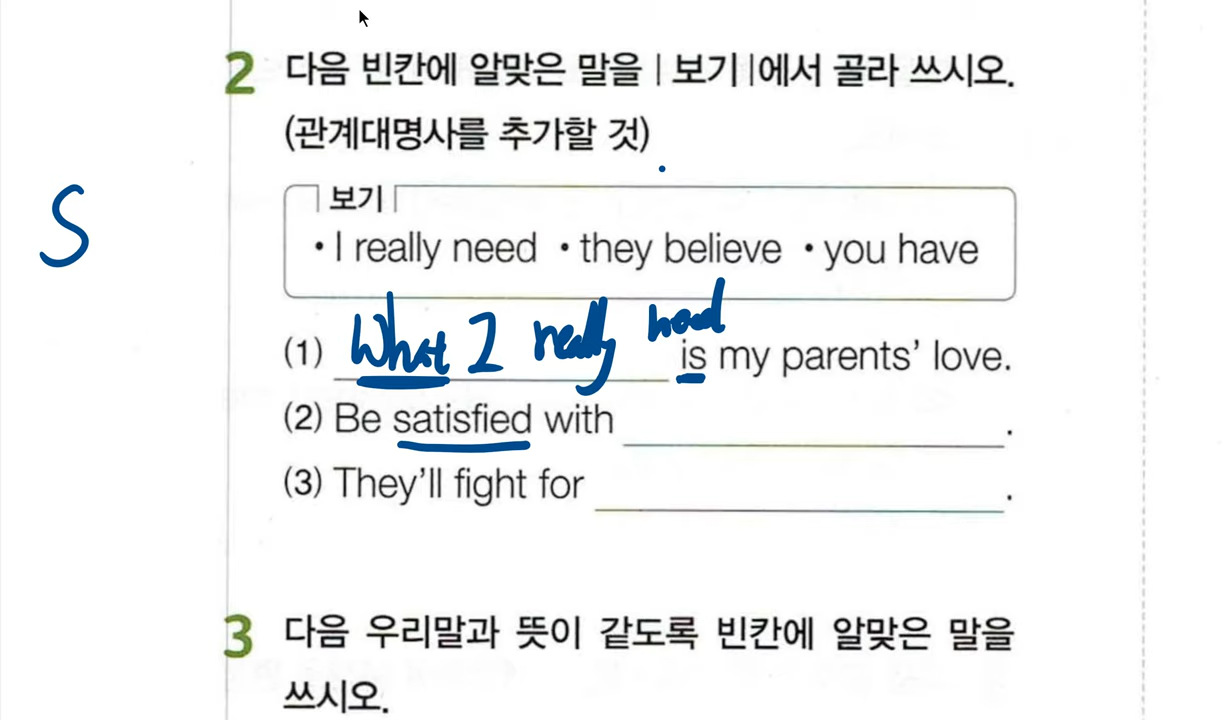 2 다음 빈칸에 알맞은 말을 |보기|에서 골라 쓰시오.
(관계대명사를 추가할 것)
S
|보기|
• I really need • they believe • you have
(1) What I really need is my parents’ love.
(2) Be satisfied with ____________.
(3) They’ll fight for ____________.
3 다음 우리말과 뜻이 같도록 빈칸에 알맞은 말을
쓰시오.